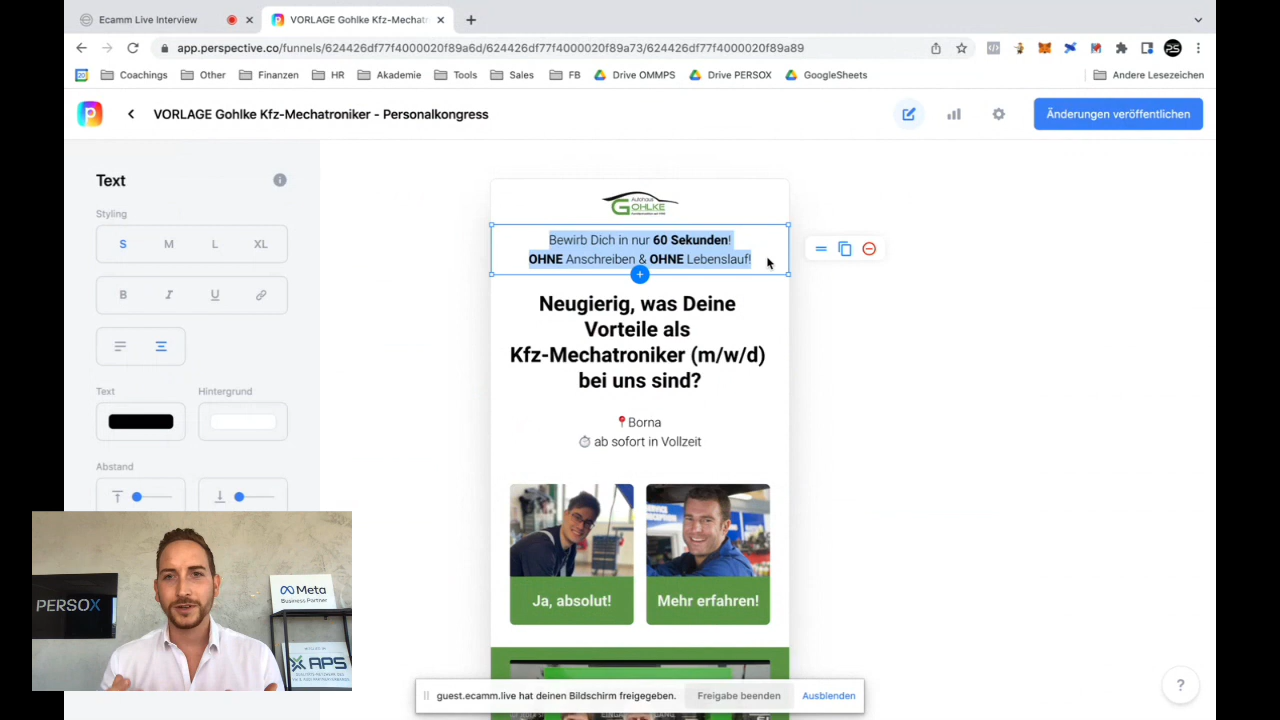 Ecamm Live Interview
VORLAGE Gohlke Kfz-Mechatr
app.perspective.co/funnels/624426df77f4000020f89a6d/624426df77f4000020f89a73/624426df77f4000020f89a89
Coachings
Other
Finanzen
HR
Akademie
Tools
Sales
FB
Drive OMMPS
Drive PERSOX
GoogleSheets
Andere Lesezeichen
VORLAGE Gohlke Kfz-Mechatroniker - Personalkongress
Änderungen veröffentlichen
Text
Styling
S M L XL
B I U
Text
Hintergrund
Abstand
Autohaus
GOHLKE
Bewirb Dich in nur 60 Sekunden!
OHNE Anschreiben & OHNE Lebenslauf!
Neugierig, was Deine
Vorteile als
Kfz-Mechatroniker (m/w/d)
bei uns sind?
📍Borna
⏱ ab sofort in Vollzeit
Ja, absolut!
Mehr erfahren!
PERSOX
Meta
Business Partner
APS
guest.ecamm.live hat deinen Bildschirm freigegeben.
Freigabe beenden
Ausblenden
?